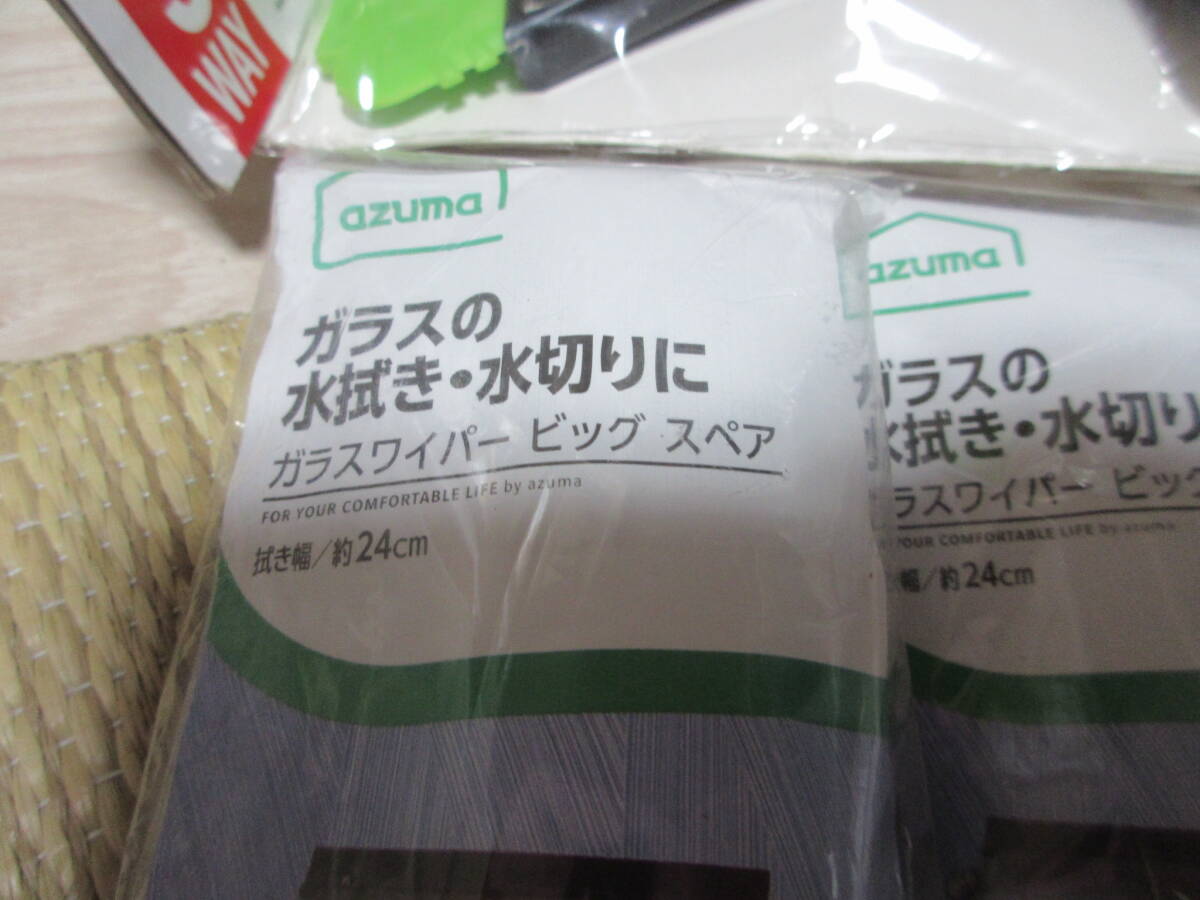 WAY
azuma
ガラスの
水拭き・水切りに
ガラスワイパー ビッグ スペア
FOR YOUR COMFORTABLE LIFE by azuma
拭き幅/約24cm
azuma
ガラスの
水拭き・水切り
ラスワイパー ビッグ
YOUR COMFORTABLE LIFE by azuma
幅/約24cm